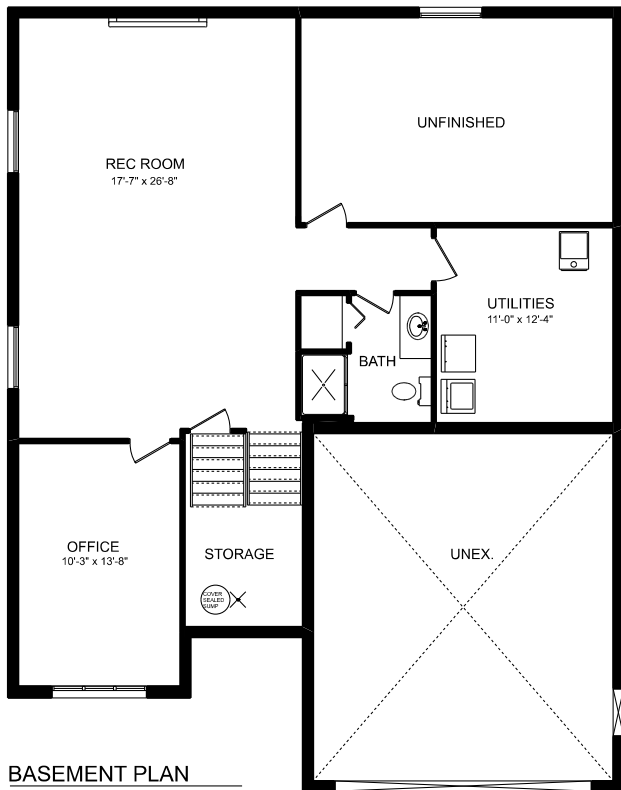 UNFINISHED
REC ROOM
17'-7" x 26'-8"
UTILITIES
11'-0" x 12'-4"
BATH
OFFICE
10'-3" x 13'-8"
STORAGE
UNEX.
COVER
SEALED
SUMP
BASEMENT PLAN